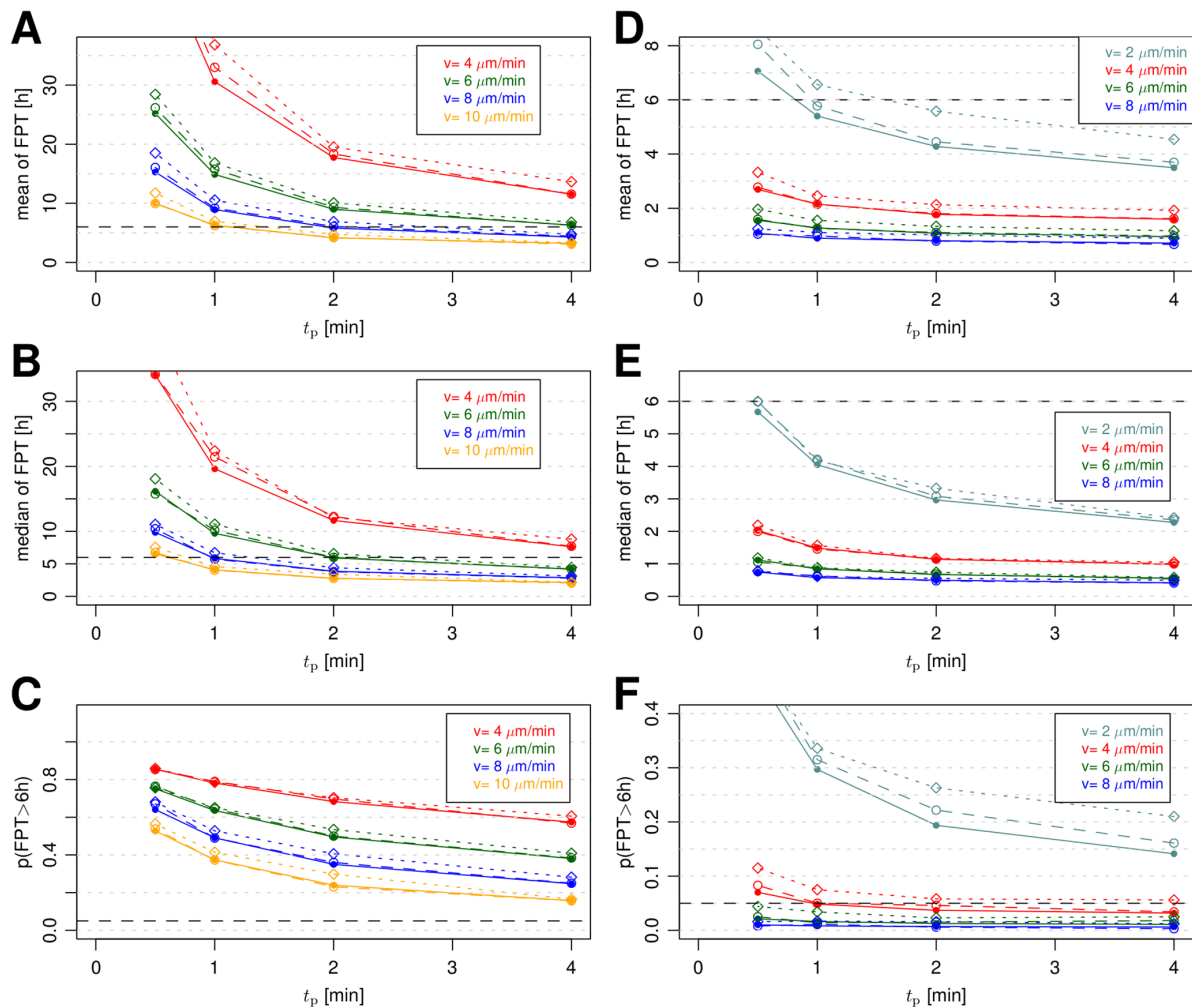 A
mean of FPT [h]
0 10 20 30
v= 4 μm/min
v= 6 μm/min
v= 8 μm/min
v= 10 μm/min
0 1 2 3 4
tp [min]
D
mean of FPT [h]
0 2 4 6 8
v= 2 μm/min
v= 4 μm/min
v= 6 μm/min
v= 8 μm/min
0 1 2 3 4
tp [min]
B
median of FPT [h]
0 5 10 20 30
v= 4 μm/min
v= 6 μm/min
v= 8 μm/min
v= 10 μm/min
0 1 2 3 4
tp [min]
E
median of FPT [h]
0 1 2 3 4 5 6
v= 2 μm/min
v= 4 μm/min
v= 6 μm/min
v= 8 μm/min
0 1 2 3 4
tp [min]
C
p(FPT>6h)
0.0 0.4 0.8
v= 4 μm/min
v= 6 μm/min
v= 8 μm/min
v= 10 μm/min
0 1 2 3 4
tp [min]
F
p(FPT>6h)
0.0 0.1 0.2 0.3 0.4
v= 2 μm/min
v= 4 μm/min
v= 6 μm/min
v= 8 μm/min
0 1 2 3 4
tp [min]